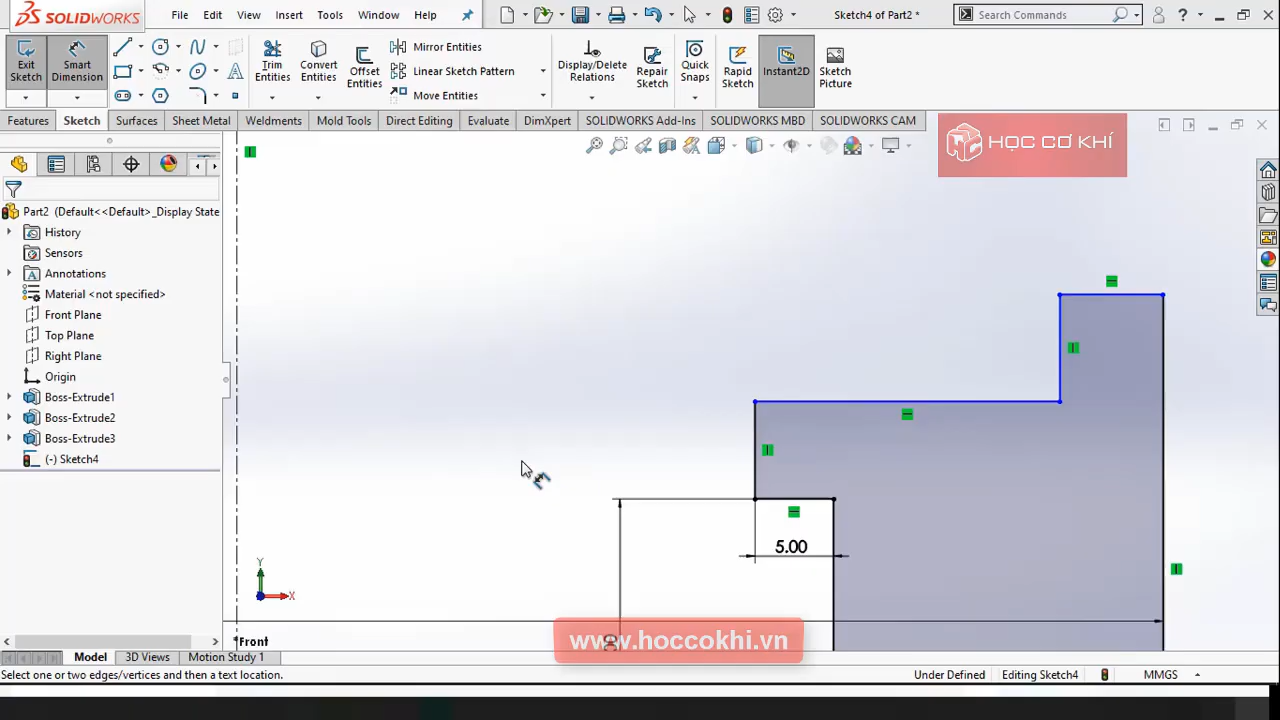 SOLIDWORKS
File
Edit
View
Insert
Tools
Window
Help
Sketch4 of Part2 *
Search Commands
?
Exit Sketch
Smart Dimension
Trim Entities
Convert Entities
Offset Entities
Mirror Entities
Linear Sketch Pattern
Move Entities
Display/Delete Relations
Repair Sketch
Quick Snaps
Rapid Sketch
Instant2D
Sketch Picture
Features
Sketch
Surfaces
Sheet Metal
Weldments
Mold Tools
Direct Editing
Evaluate
DimXpert
SOLIDWORKS Add-Ins
SOLIDWORKS MBD
SOLIDWORKS CAM
HỌC CƠ KHÍ
Part2 (Default<<Default>_Display State
History
Sensors
Annotations
Material <not specified>
Front Plane
Top Plane
Right Plane
Origin
Boss-Extrude1
Boss-Extrude2
Boss-Extrude3
(-) Sketch4
5.00
Y
X
*Front
www.hoccokhi.vn
Model
3D Views
Motion Study 1
Select one or two edges/vertices and then a text location.
Under Defined
Editing Sketch4
MMGS